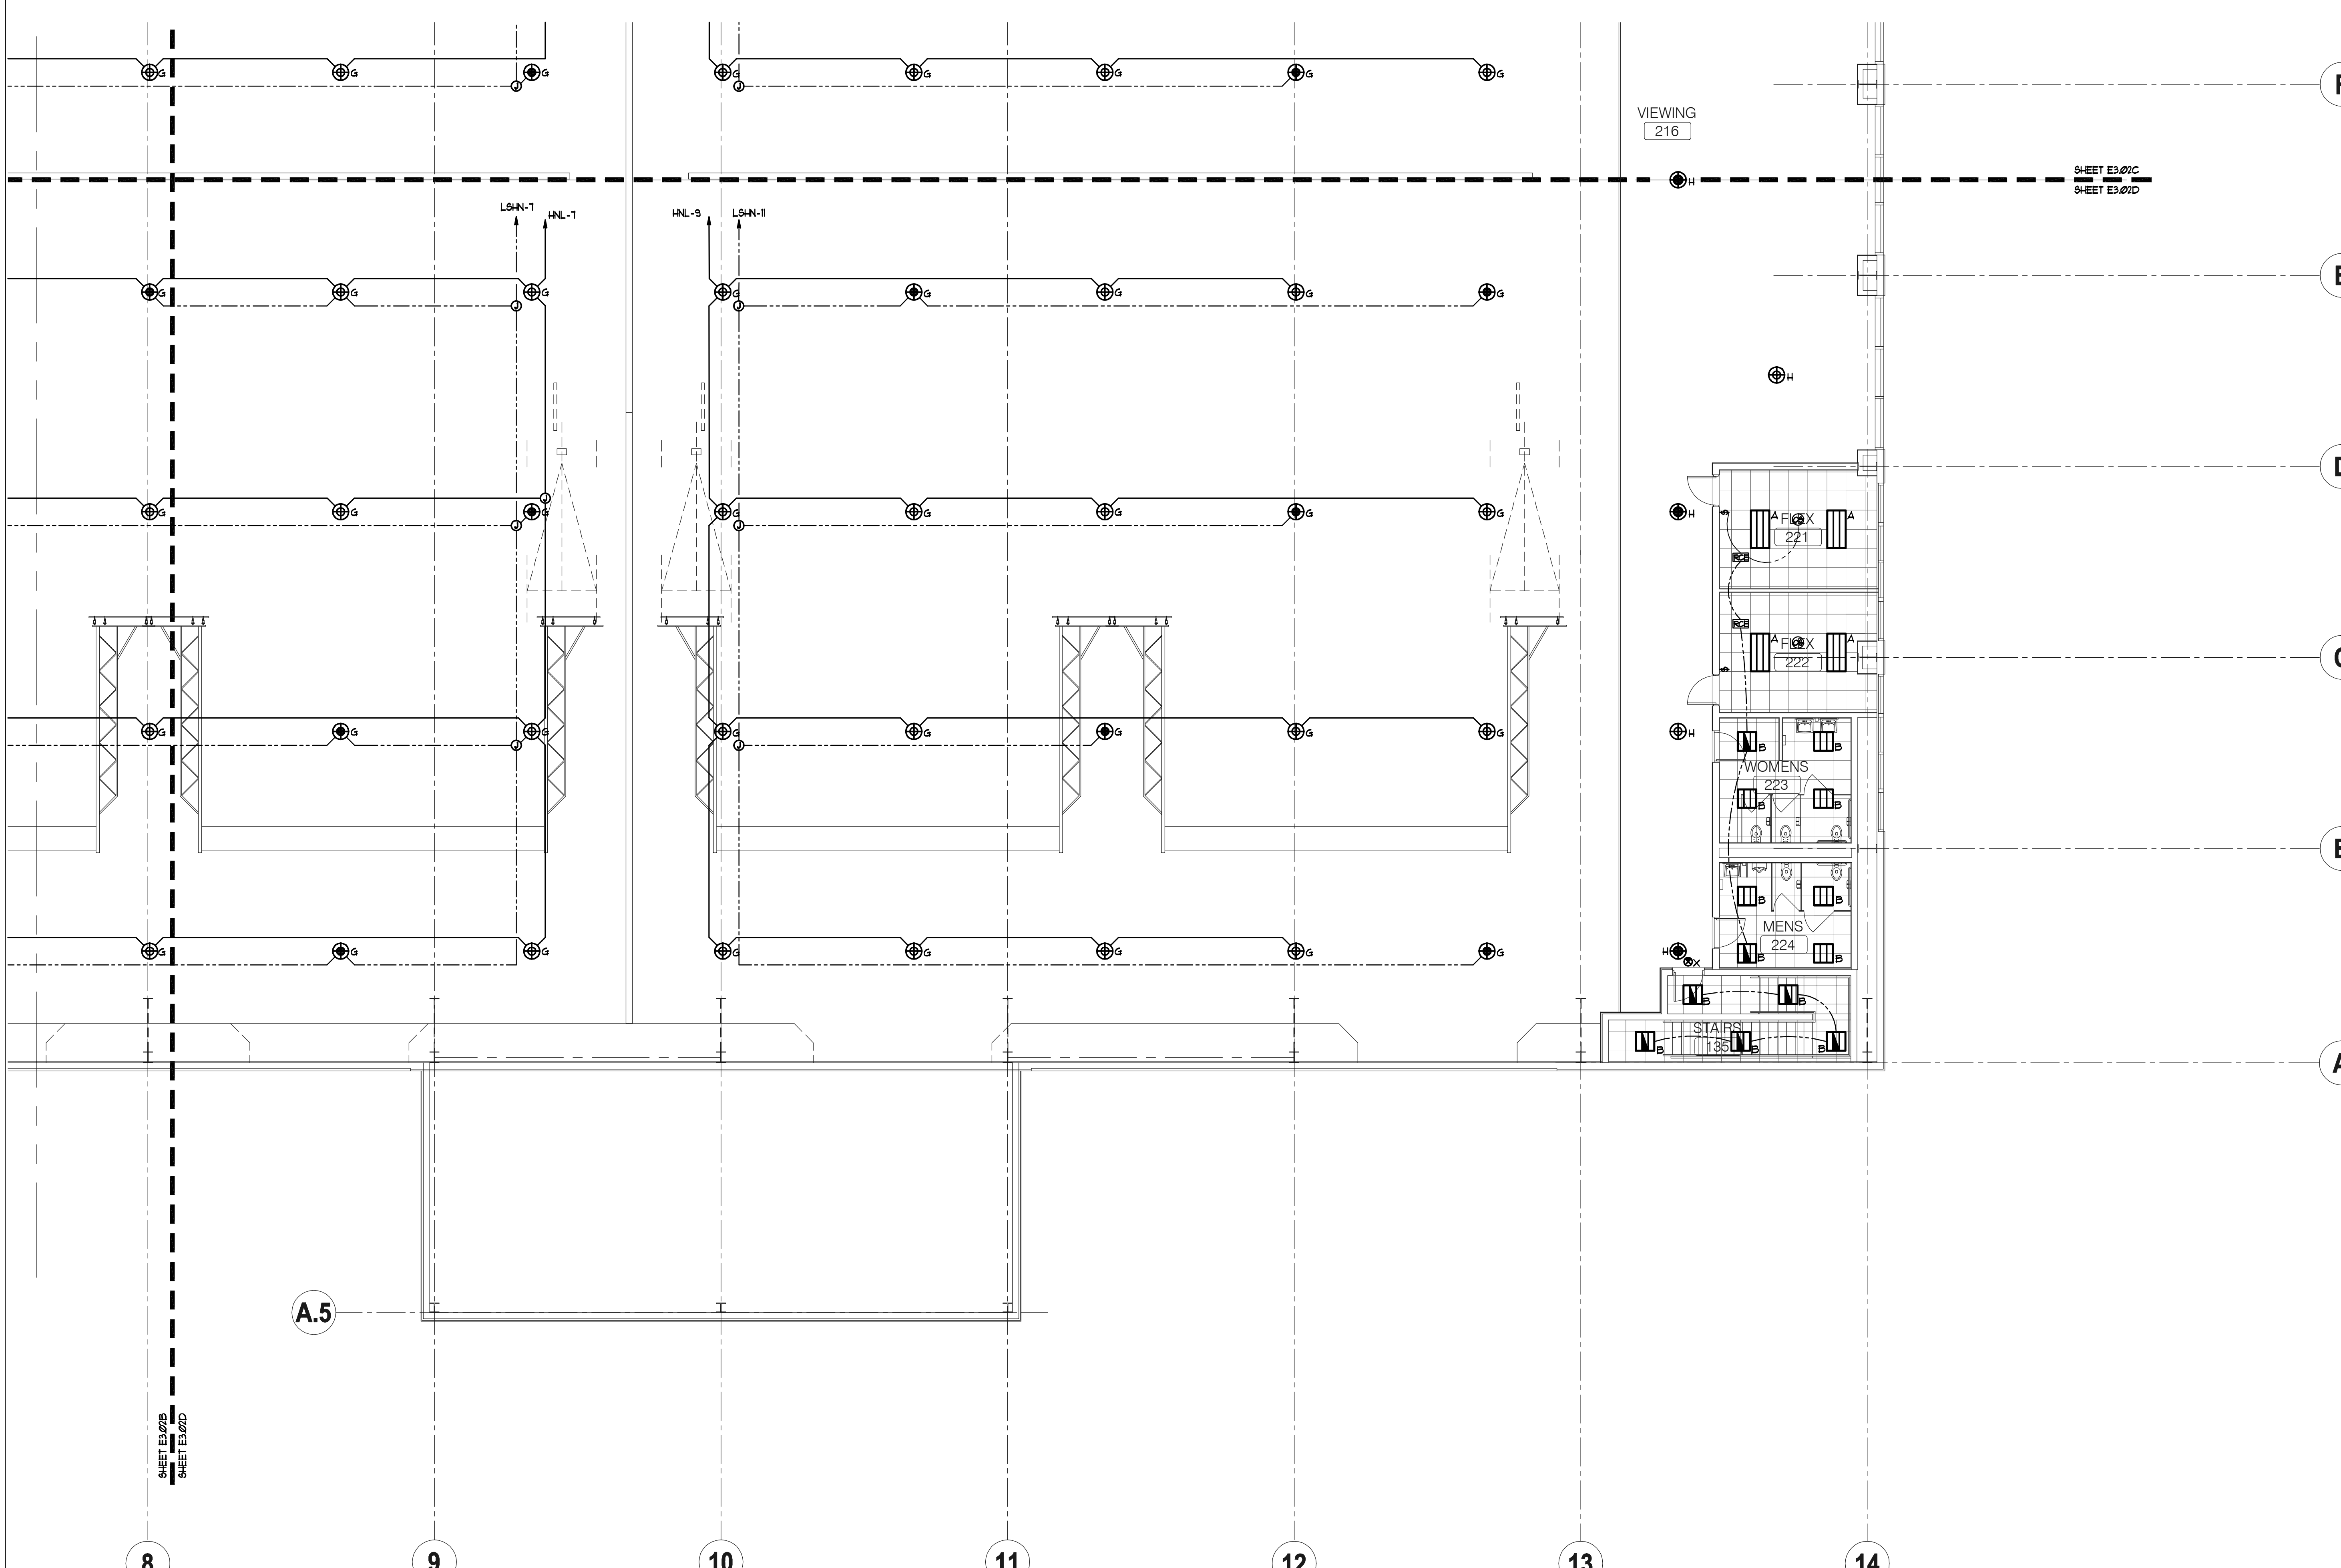 G G G G G G G G
J J
F
VIEWING
216
SHEET E3.02C
H
SHEET E3.02D
LSHN-7 HNL-7 HNL-9 LSHN-11
E
G G G G G G G G
J J
H
D
J
G G G G G G G G
J J
H
$ A FLEX A
221
RCE
RCE
A FLEX A
222
$
C
G G G G G G G G
J J
H
B B
WOMENS
223
B B
B
B B
MENS
224
B B
G G G G G G G G
H
X
B B
STAIRS
135
B B B
A
A.5
SHEET E3.02B
SHEET E3.02D
8 9 10 11 12 13 14